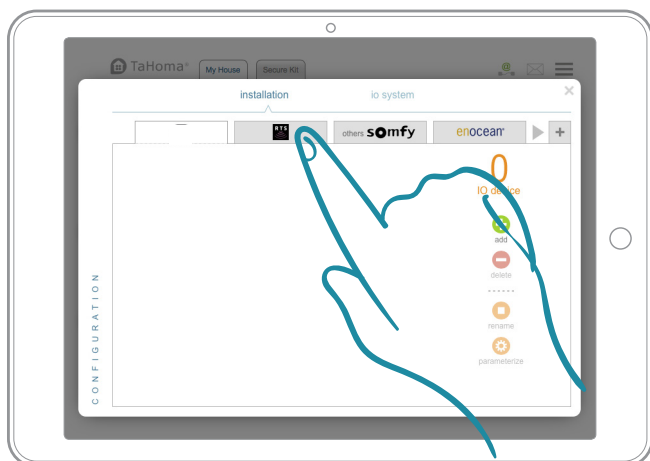 TaHoma®
My House
Secure Kit
@
installation
io system
×
RTS
others somfy
enocean®
+
0
IO device
add
delete
rename
parameterize
CONFIGURATION